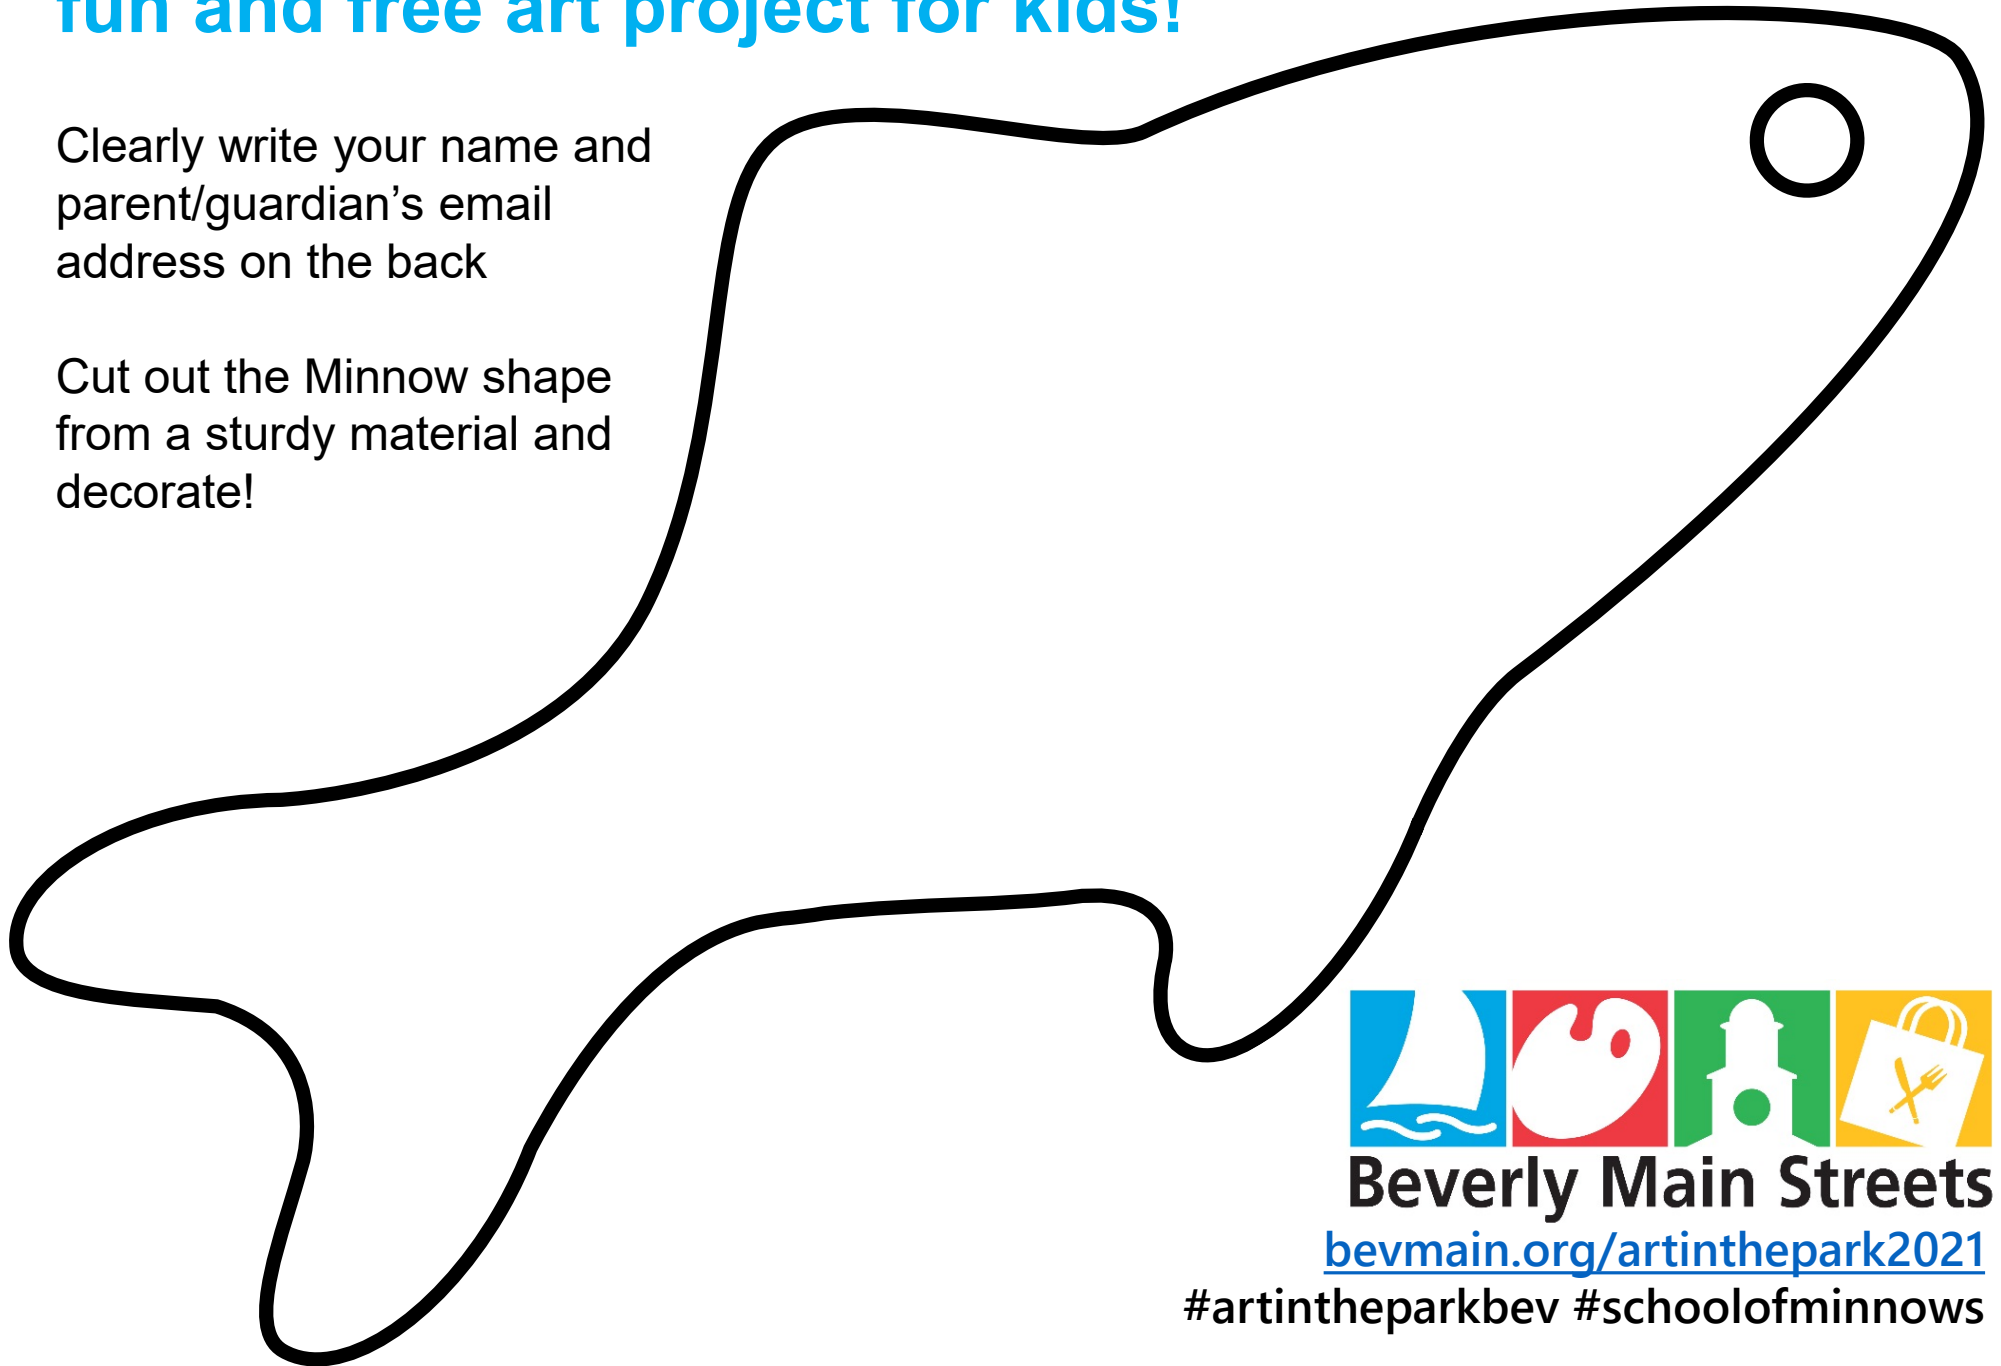 fun and free art project for kids!
Clearly write your name and
parent/guardian’s email
address on the back
Cut out the Minnow shape
from a sturdy material and
decorate!
Beverly Main Streets
bevmain.org/artinthepark2021
#artintheparkbev #schoolofminnows